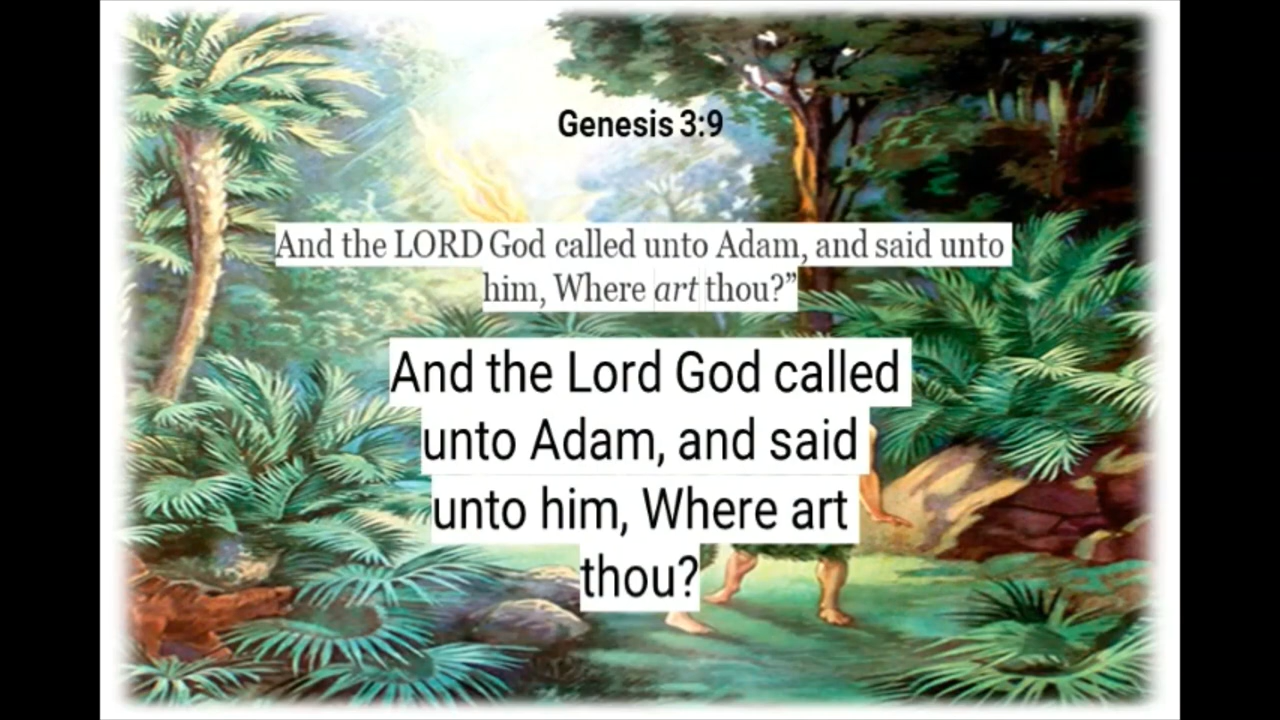 Genesis 3:9
And the LORD God called unto Adam, and said unto
him, Where art thou?”
And the Lord God called
unto Adam, and said
unto him, Where art
thou?